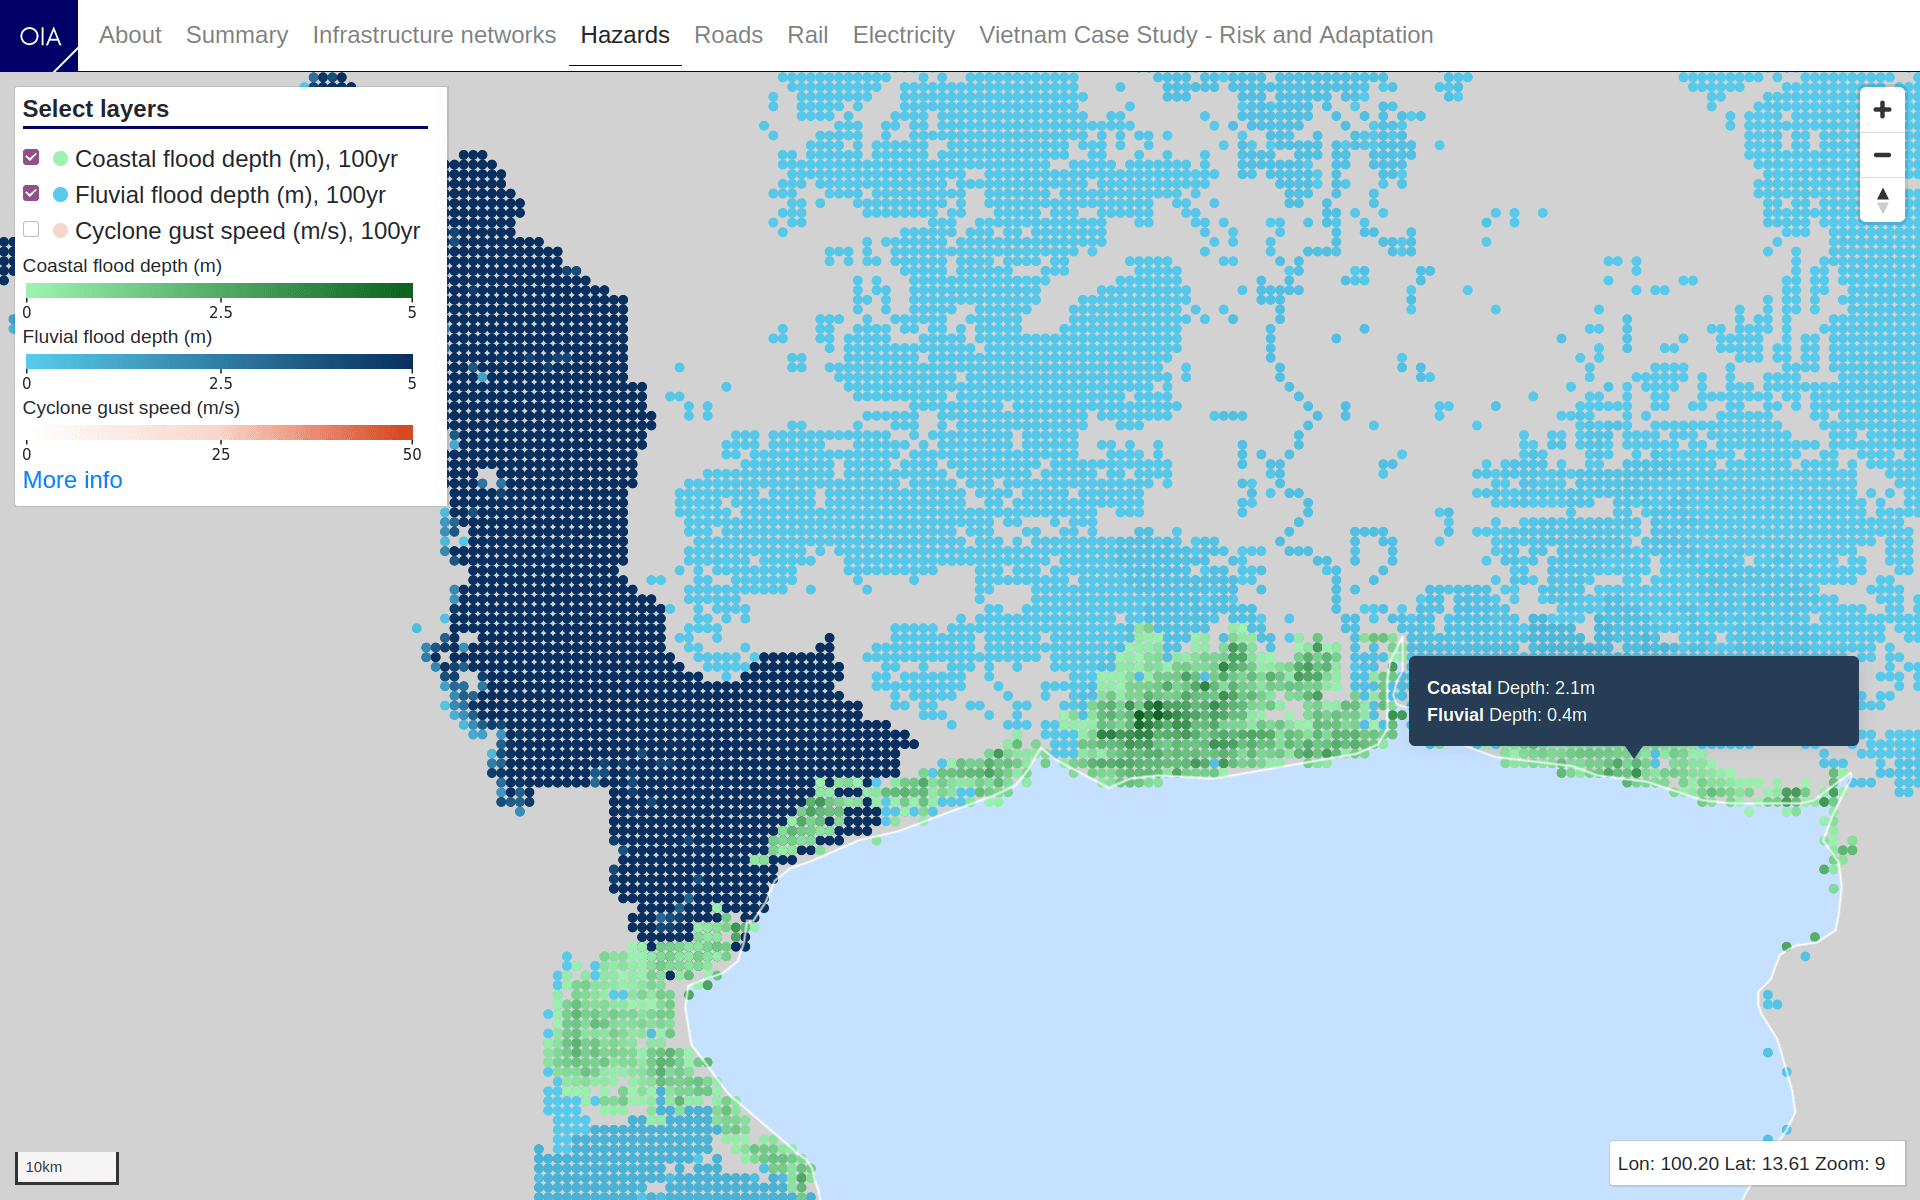 OIA About Summary Infrastructure networks Hazards Roads Rail Electricity Vietnam Case Study - Risk and Adaptation
Select layers
Coastal flood depth (m), 100yr
Fluvial flood depth (m), 100yr
Cyclone gust speed (m/s), 100yr
Coastal flood depth (m)
0 2.5 5
Fluvial flood depth (m)
0 2.5 5
Cyclone gust speed (m/s)
0 25 50
More info
Coastal Depth: 2.1m
Fluvial Depth: 0.4m
10km
Lon: 100.20 Lat: 13.61 Zoom: 9